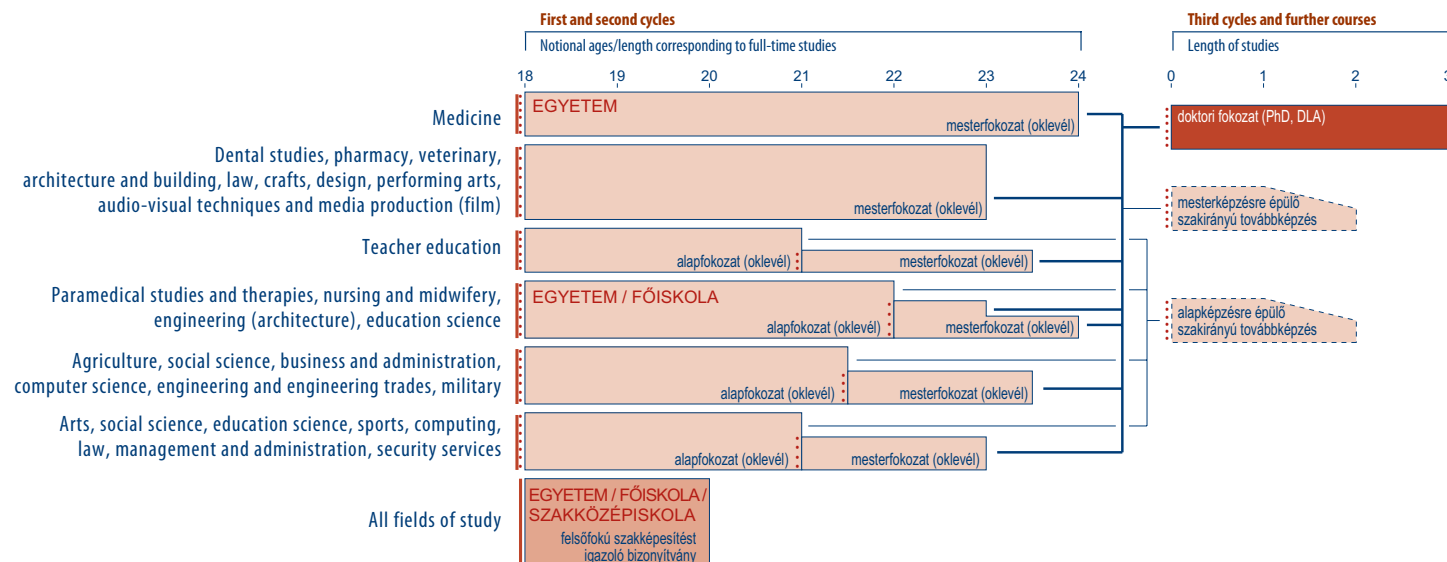 First and second cycles
Third cycles and further courses
Notional ages/length corresponding to full-time studies
Length of studies
18 19 20 21 22 23 24 0 1 2 3
Medicine
EGYETEM
mesterfokozat (oklevél)
doktori fokozat (PhD, DLA)
Dental studies, pharmacy, veterinary,
architecture and building, law, crafts, design, performing arts,
audio-visual techniques and media production (film)
mesterfokozat (oklevél)
mesterképzésre épülő
szakirányú továbbképzés
Teacher education
alapfokozat (oklevél)
mesterfokozat (oklevél)
Paramedical studies and therapies, nursing and midwifery,
engineering (architecture), education science
EGYETEM / FŐISKOLA
alapfokozat (oklevél)
mesterfokozat (oklevél)
alapképzésre épülő
szakirányú továbbképzés
Agriculture, social science, business and administration,
computer science, engineering and engineering trades, military
alapfokozat (oklevél)
mesterfokozat (oklevél)
Arts, social science, education science, sports, computing,
law, management and administration, security services
alapfokozat (oklevél)
mesterfokozat (oklevél)
All fields of study
EGYETEM / FŐISKOLA /
SZAKKÖZÉPISKOLA
felsőfokú szakképesítést
igazoló bizonyítvány